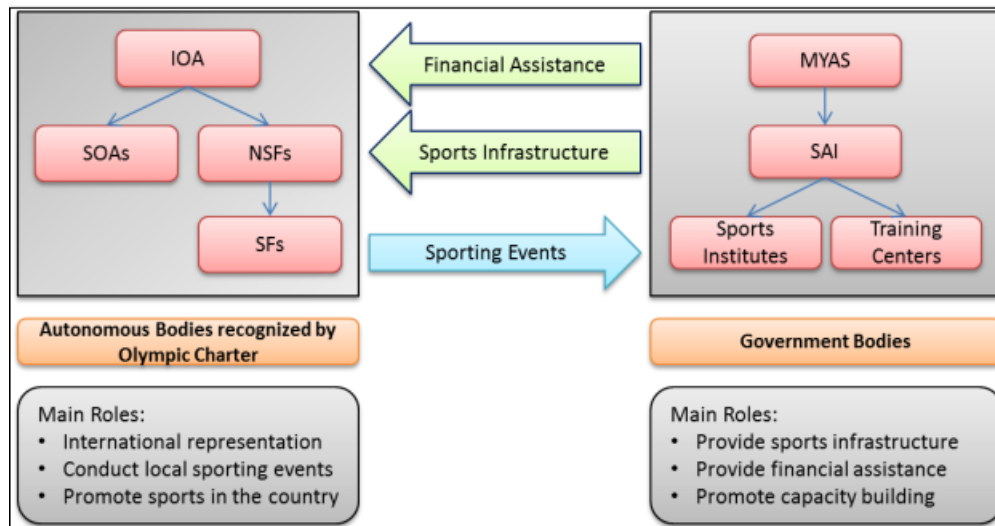 IOA
SOAs
NSFs
SFs
Financial Assistance
Sports Infrastructure
Sporting Events
MYAS
SAI
Sports
Institutes
Training
Centers
Autonomous Bodies recognized by
Olympic Charter
Government Bodies
Main Roles:
• International representation
• Conduct local sporting events
• Promote sports in the country
Main Roles:
• Provide sports infrastructure
• Provide financial assistance
• Promote capacity building